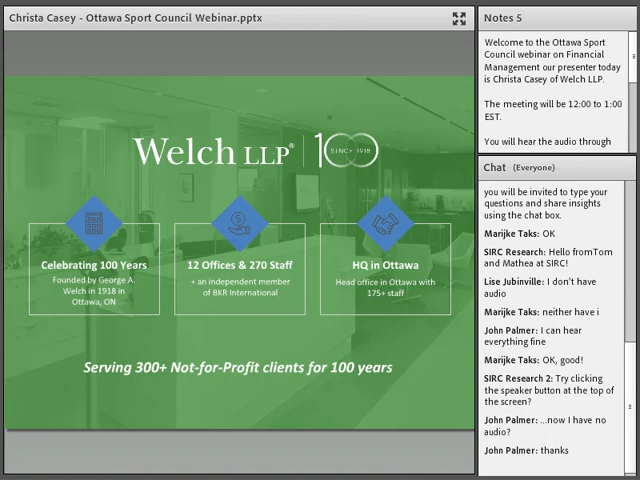 Christa Casey - Ottawa Sport Council Webinar.pptx
Welch LLP® 100
SINCE 1918
Celebrating 100 Years
Founded by George A.
Welch in 1918 in
Ottawa, ON
12 Offices & 270 Staff
+ an independent member
of BKR International
HQ in Ottawa
Head office in Ottawa with
175+ staff
Serving 300+ Not-for-Profit clients for 100 years
Notes 5
Welcome to the Ottawa Sport
Council webinar on Financial
Management our presenter today
is Christa Casey of Welch LLP.
The meeting will be 12:00 to 1:00
EST.
You will hear the audio through
Chat (Everyone)
you will be invited to type your
questions and share insights
using the chat box.
Marijke Taks: OK
SIRC Research: Hello fromTom
and Mathea at SIRC!
Lise Jubinville: I don't have
audio
Marijke Taks: neither have i
John Palmer: I can hear
everything fine
Marijke Taks: OK, good!
SIRC Research 2: Try clicking
the speaker button at the top of
the screen?
John Palmer: ...now I have no
audio?
John Palmer: thanks